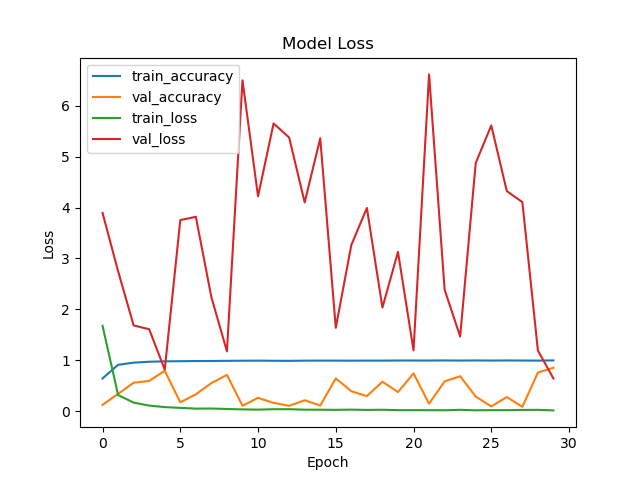 Model Loss
train_accuracy
val_accuracy
train_loss
val_loss
Loss
6
5
4
3
2
1
0
0 5 10 15 20 25 30
Epoch